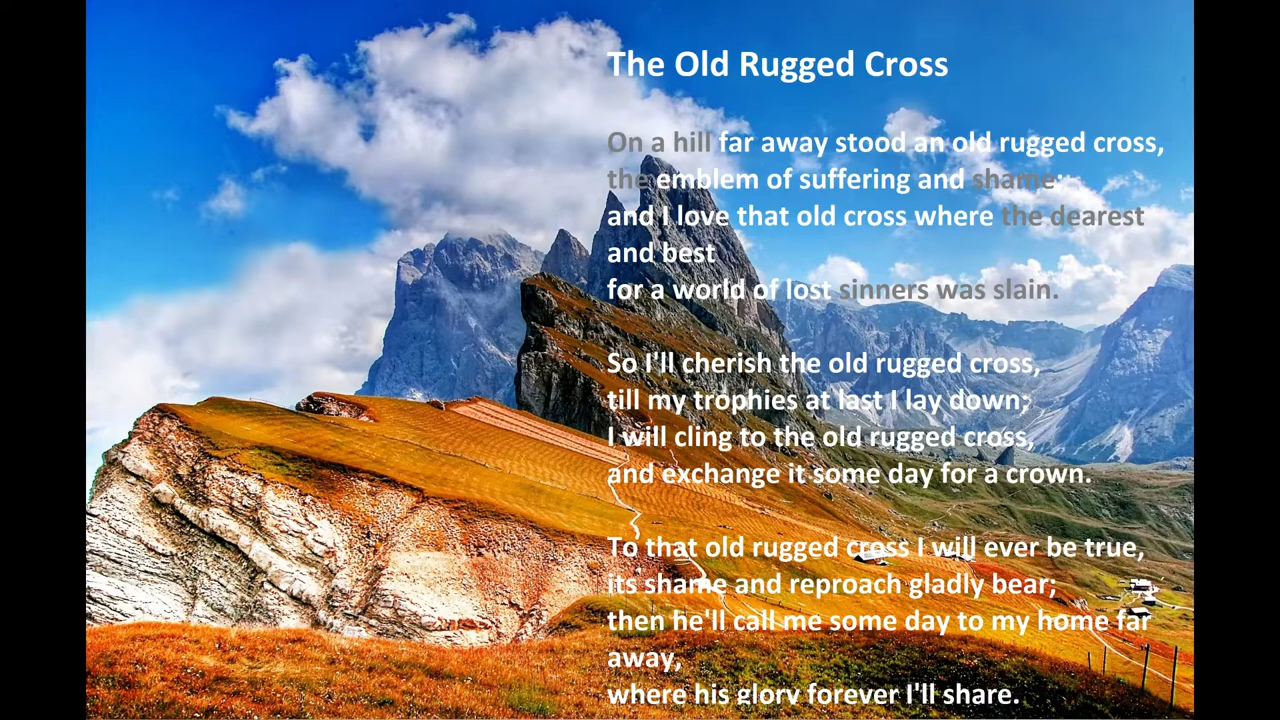 The Old Rugged Cross
On a hill far away stood an old rugged cross,
the emblem of suffering and shame;
and I love that old cross where the dearest
and best
for a world of lost sinners was slain.
So I'll cherish the old rugged cross,
till my trophies at last I lay down;
I will cling to the old rugged cross,
and exchange it some day for a crown.
To that old rugged cross I will ever be true,
its shame and reproach gladly bear;
then he'll call me some day to my home far
away,
where his glory forever I'll share.